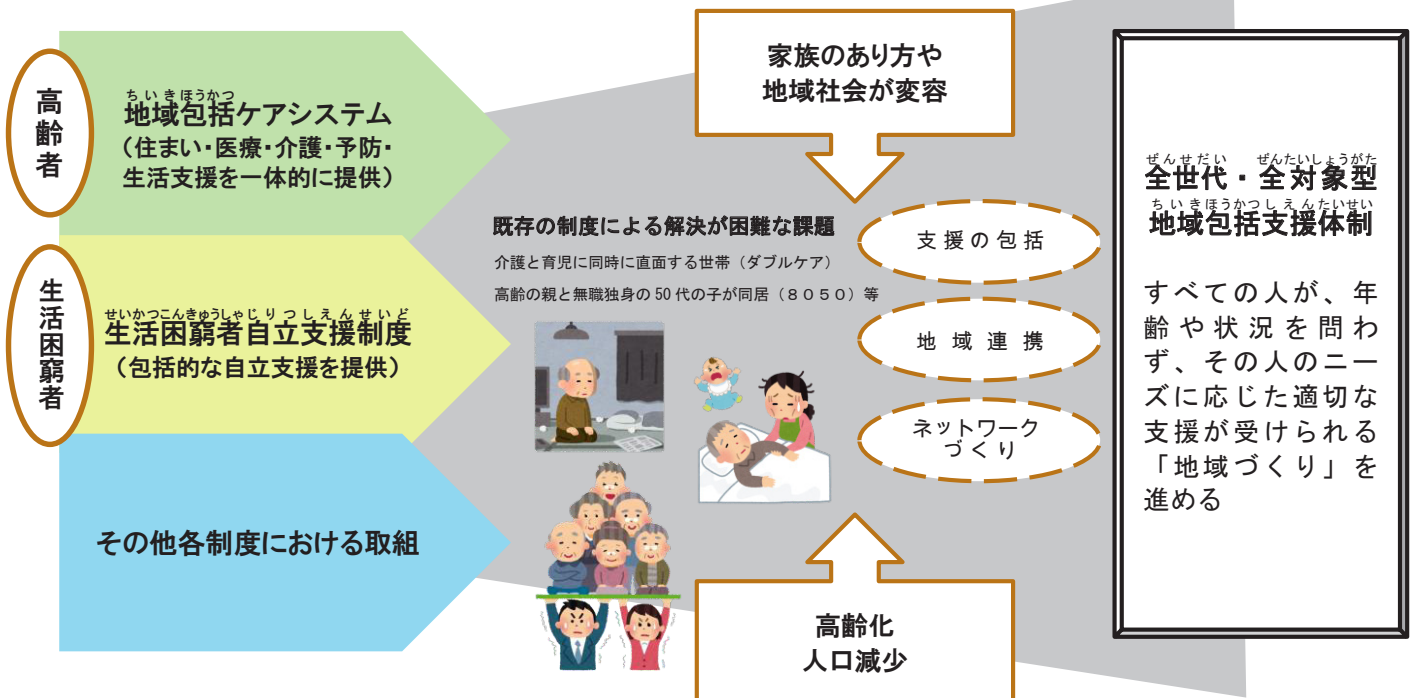 高齢者
ちいきほうかつ
地域包括ケアシステム
（住まい・医療・介護・予防・
生活支援を一体的に提供）
生活困窮者
せいかつこんきゅうしゃじりつしえんせいど
生活困窮者自立支援制度
（包括的な自立支援を提供）
その他各制度における取組
家族のあり方や
地域社会が変容
既存の制度による解決が困難な課題
介護と育児に同時に直面する世帯（ダブルケア）
高齢の親と無職独身の50代の子が同居（８０５０）等
支援の包括
地域連携
ネットワーク
づくり
高齢化
人口減少
ぜんせだい ぜんたいしょうがた
全世代・全対象型
ちいきほうかつしえんたいせい
地域包括支援体制
すべての人が、年
齢や状況を問わ
ず、その人のニー
ズに応じた適切な
支援が受けられる
「地域づくり」を
進める